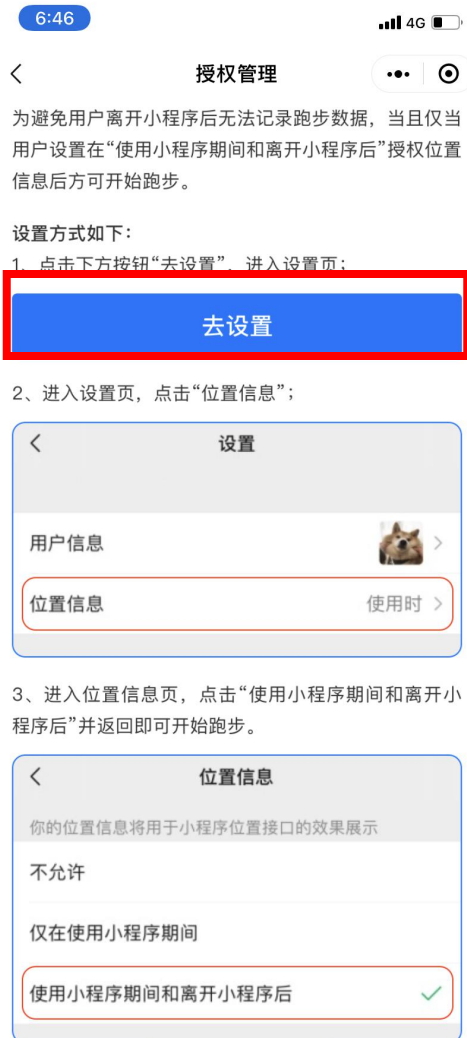 6:46
4G
授权管理
为避免用户离开小程序后无法记录跑步数据，当且仅当
用户设置在“使用小程序期间和离开小程序后”授权位置
信息后方可开始跑步。
设置方式如下：
1、点击下方按钮“去设置”，进入设置页；
去设置
2、进入设置页，点击“位置信息”；
设置
用户信息
位置信息 使用时
3、进入位置信息页，点击“使用小程序期间和离开小
程序后”并返回即可开始跑步。
位置信息
你的位置信息将用于小程序位置接口的效果展示
不允许
仅在使用小程序期间
使用小程序期间和离开小程序后